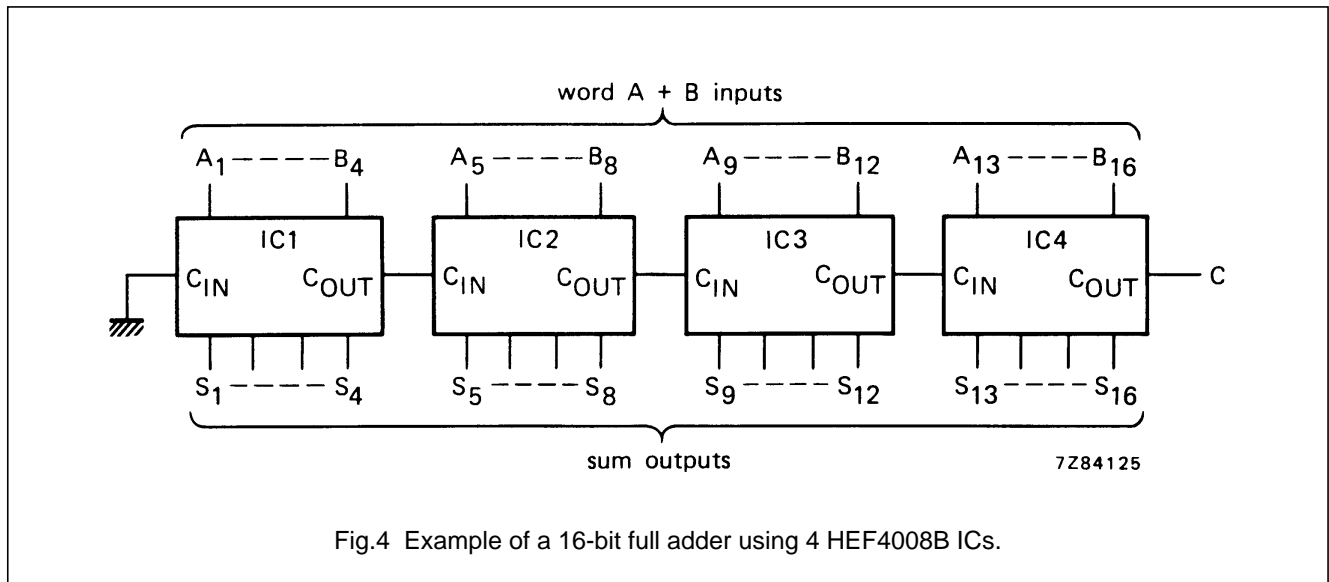 word A + B inputs
A1 ---- B4 A5 ---- B8 A9 ---- B12 A13 ---- B16
IC1 IC2 IC3 IC4
CIN COUT CIN COUT CIN COUT CIN COUT C
S1 ---- S4 S5 ---- S8 S9 ---- S12 S13 ---- S16
sum outputs
7Z84125
Fig.4 Example of a 16-bit full adder using 4 HEF4008B ICs.